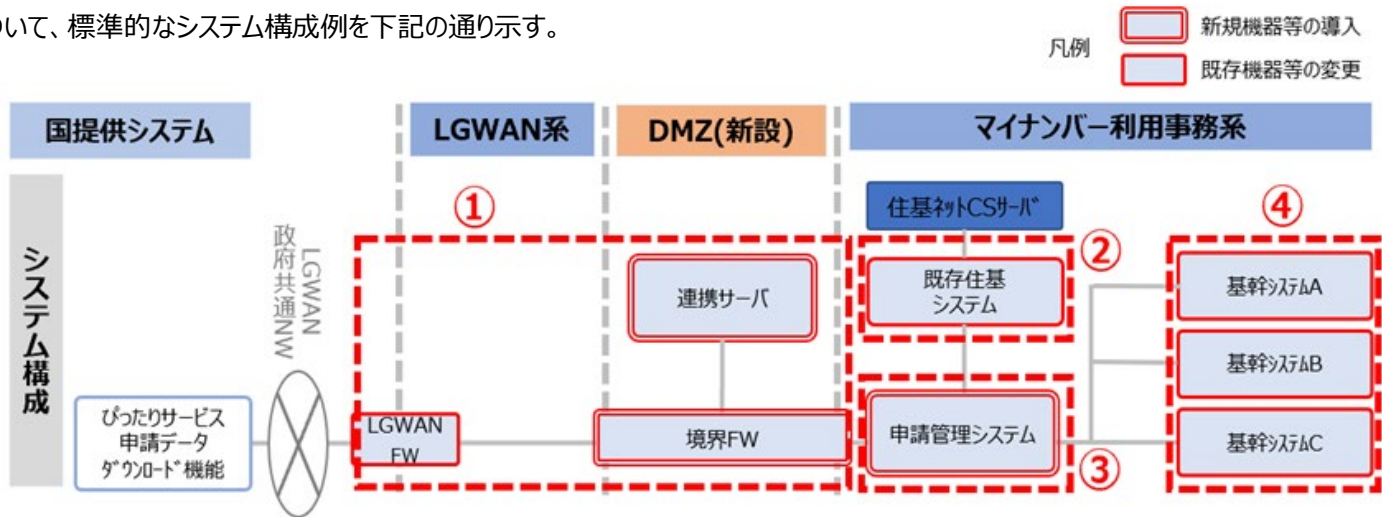 ついて、標準的なシステム構成例を下記の通り示す。
凡例
新規機器等の導入
既存機器等の変更
国提供システム
LGWAN系
DMZ(新設)
マイナンバー利用事務系
システム構成
ぴったりサービス
申請データ
ダウンロード機能
LGWAN
政府共通NW
①
LGWAN
FW
連携サーバ
境界FW
住基ネットCSサーバ
②
既存住基
システム
申請管理システム
③
④
基幹システムA
基幹システムB
基幹システムC